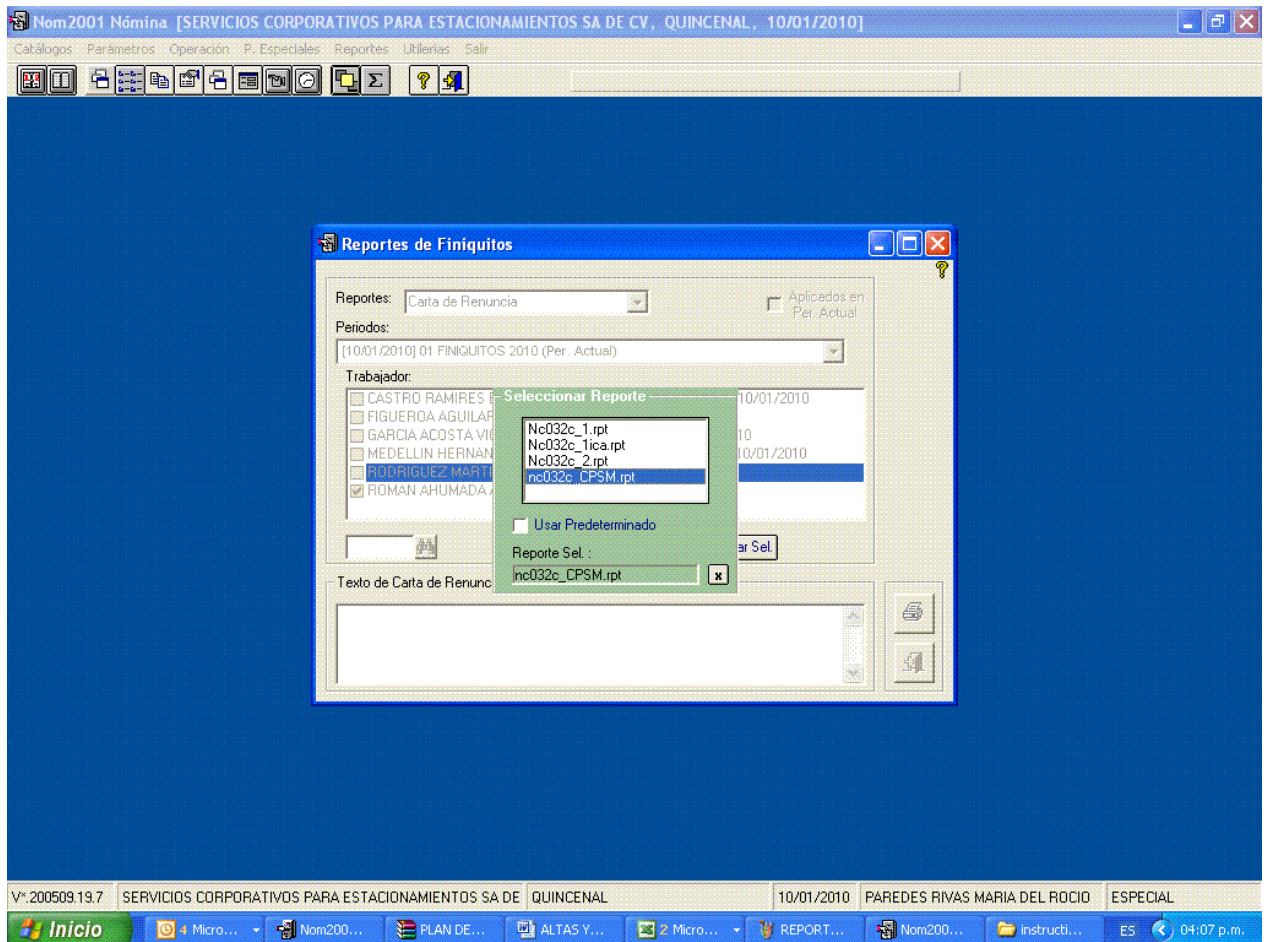 Nom2001 Nómina [SERVICIOS CORPORATIVOS PARA ESTACIONAMIENTOS SA DE CV, QUINCENAL, 10/01/2010]
Catálogos Parámetros Operación P. Especiales Reportes Utilerias Salir
Reportes de Finiquitos
Reportes: Carta de Renuncia
Aplicados en
Per. Actual
Periodos:
[10/01/2010] 01 FINIQUITOS 2010 (Per. Actual)
Trabajador:
CASTRO RAMIRES 10/01/2010
FIGUEROA AGUILAR
GARCIA ACOSTA VI 10
MEDELLIN HERNAN 10/01/2010
RODRIGUEZ MARTI
ROMAN AHUMADA
Seleccionar Reporte
Nc032c_1.rpt
Nc032c_1ica.rpt
Nc032c_2.rpt
nc032c_CPSM.rpt
Usar Predeterminado
Reporte Sel. :
nc032c_CPSM.rpt x
ar Sel.
Texto de Carta de Renunc
V*.200509.19.7 SERVICIOS CORPORATIVOS PARA ESTACIONAMIENTOS SA DE QUINCENAL 10/01/2010 PAREDES RIVAS MARIA DEL ROCIO ESPECIAL
Inicio 4 Micro... Nom200... PLAN DE... ALTAS Y... 2 Micro... REPORT... Nom200... instructi... ES 04:07 p.m.